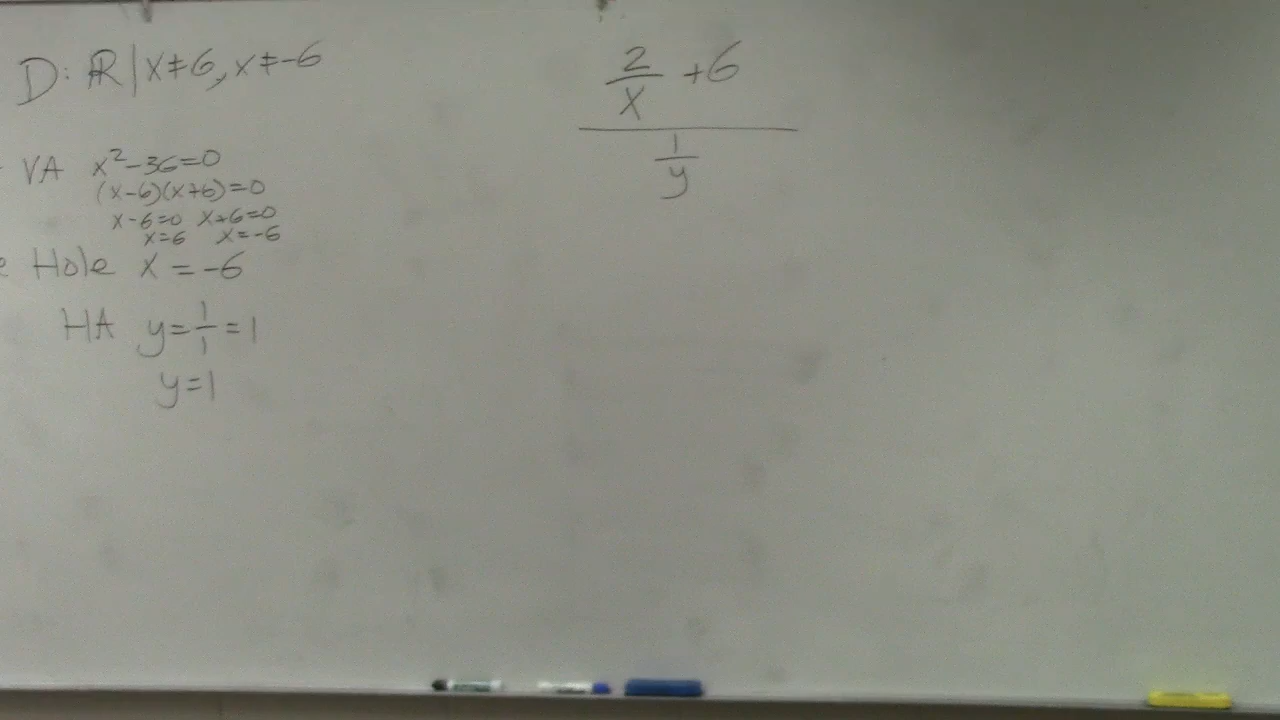 D: ℝ | x≠6, x≠-6
VA x²-36=0
(x-6)(x+6)=0
x-6=0 x+6=0
x=6 x=-6
e Hole x = -6
HA y=1/1=1
y=1
2/x +6
1/y